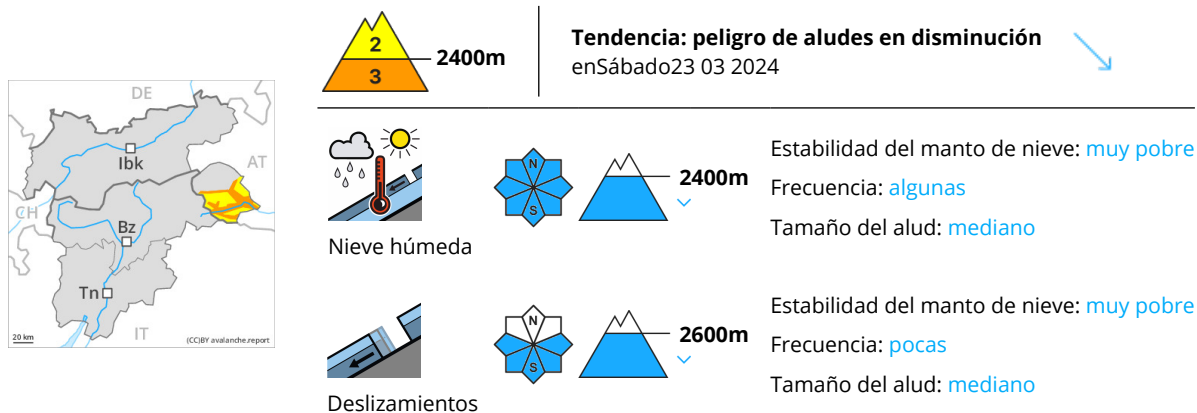 2
3
2400m
Tendencia: peligro de aludes en disminución
enSábado23 03 2024
DE
AT
CH
IT
Ibk
Bz
Tn
20 km
(CC)BY avalanche.report
Nieve húmeda
N
S
2400m
Estabilidad del manto de nieve: muy pobre
Frecuencia: algunas
Tamaño del alud: mediano
Deslizamientos
N
S
2600m
Estabilidad del manto de nieve: muy pobre
Frecuencia: pocas
Tamaño del alud: mediano